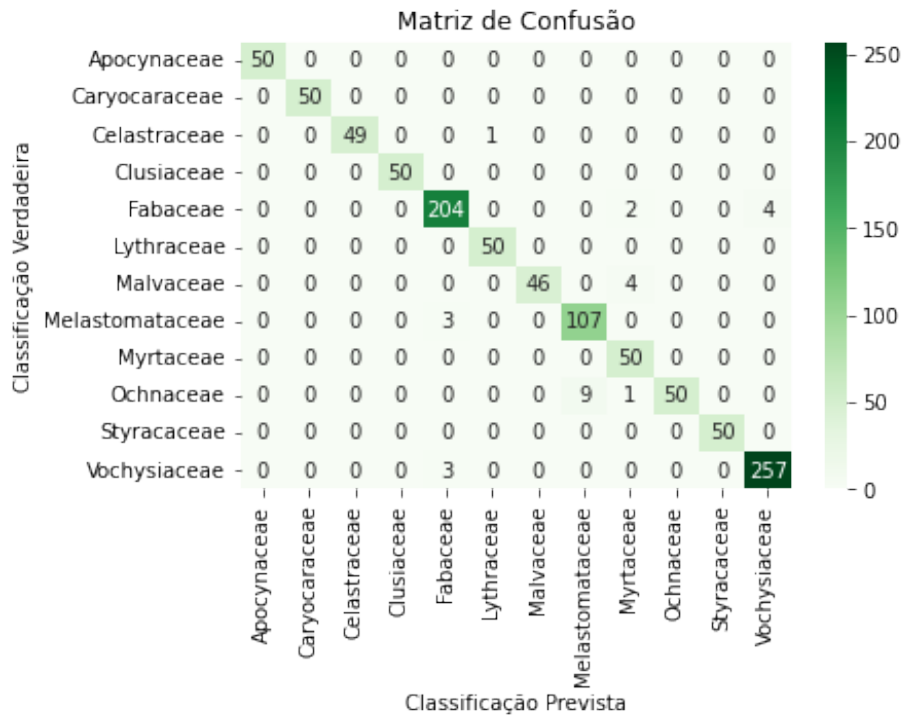 Matriz de Confusão
Classificação Verdadeira
Apocynaceae 50 0 0 0 0 0 0 0 0 0 0 0
Caryocaraceae 0 50 0 0 0 0 0 0 0 0 0 0
Celastraceae 0 0 49 0 0 1 0 0 0 0 0 0
Clusiaceae 0 0 0 50 0 0 0 0 0 0 0 0
Fabaceae 0 0 0 0 204 0 0 0 2 0 0 4
Lythraceae 0 0 0 0 0 50 0 0 0 0 0 0
Malvaceae 0 0 0 0 0 0 46 0 4 0 0 0
Melastomataceae 0 0 0 0 3 0 0 107 0 0 0 0
Myrtaceae 0 0 0 0 0 0 0 0 50 0 0 0
Ochnaceae 0 0 0 0 0 0 0 9 1 50 0 0
Styracaceae 0 0 0 0 0 0 0 0 0 0 50 0
Vochysiaceae 0 0 0 0 3 0 0 0 0 0 0 257
Apocynaceae
Caryocaraceae
Celastraceae
Clusiaceae
Fabaceae
Lythraceae
Malvaceae
Melastomataceae
Myrtaceae
Ochnaceae
Styracaceae
Vochysiaceae
Classificação Prevista
250
200
150
100
50
0